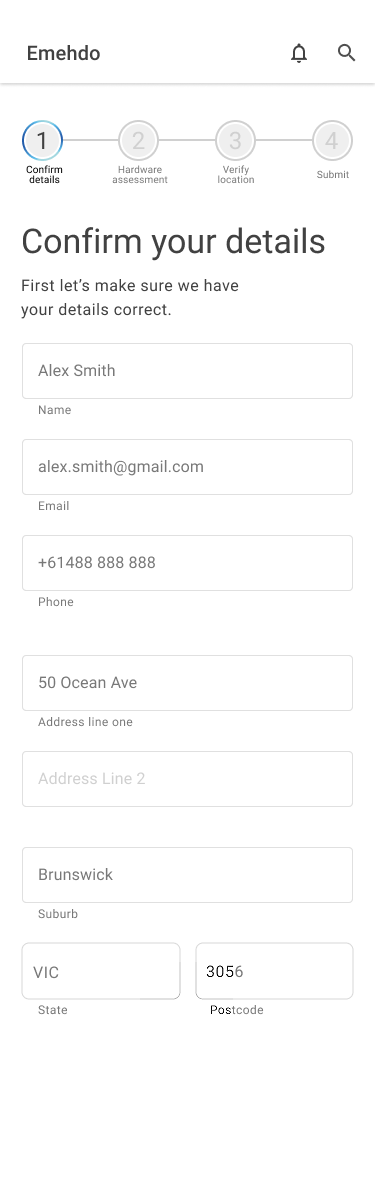 Emehdo
1 2 3 4
Confirm details
Hardware assessment
Verify location
Submit
Confirm your details
First let’s make sure we have
your details correct.
Alex Smith
Name
alex.smith@gmail.com
Email
+61488 888 888
Phone
50 Ocean Ave
Address line one
Address Line 2
Brunswick
Suburb
VIC 3056
State Postcode